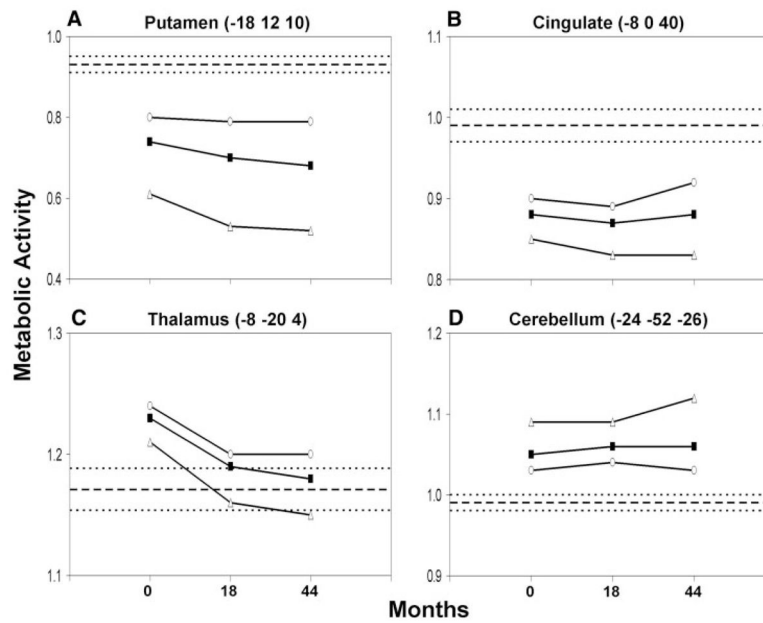 A
Putamen (-18 12 10)
B
Cingulate (-8 0 40)
1.0
0.8
0.6
0.4
1.1
1.0
0.9
0.8
Metabolic Activity
C
Thalamus (-8 -20 4)
D
Cerebellum (-24 -52 -26)
1.3
1.2
1.1
1.2
1.1
1.0
0.9
0 18 44
0 18 44
Months